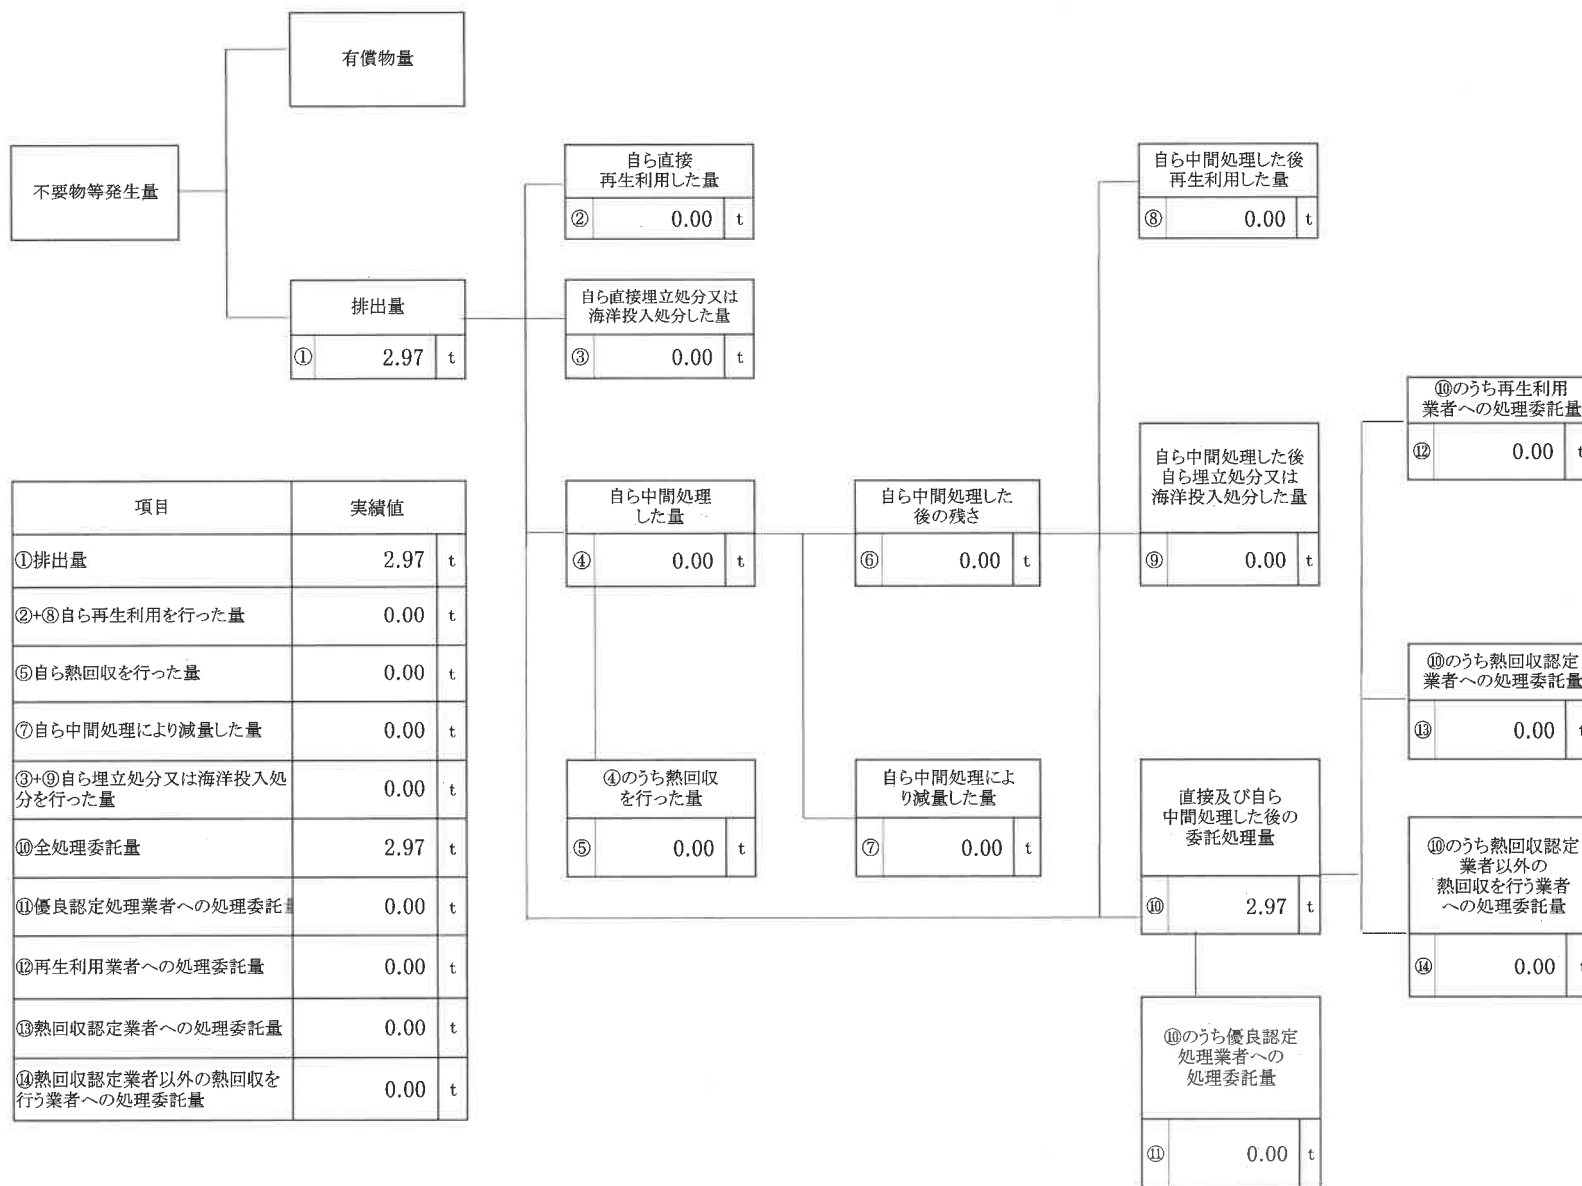 有償物量
不要物等発生量
排出量
① 2.97 t
自ら直接
再生利用した量
② 0.00 t
自ら直接埋立処分又は
海洋投入処分した量
③ 0.00 t
自ら中間処理
した量
④ 0.00 t
④のうち熱回収
を行った量
⑤ 0.00 t
自ら中間処理した
後の残さ
⑥ 0.00 t
自ら中間処理によ
り減量した量
⑦ 0.00 t
自ら中間処理した後
再生利用した量
⑧ 0.00 t
自ら中間処理した後
自ら埋立処分又は
海洋投入処分した量
⑨ 0.00 t
直接及び自ら
中間処理した後の
委託処理量
⑩ 2.97 t
⑩のうち優良認定
処理業者への
処理委託量
⑪ 0.00 t
⑩のうち再生利用
業者への処理委託量
⑫ 0.00 t
⑩のうち熱回収認定
業者への処理委託量
⑬ 0.00 t
⑩のうち熱回収認定
業者以外の
熱回収を行う業者
への処理委託量
⑭ 0.00 t
項目 実績値
①排出量 2.97 t
②+⑧自ら再生利用を行った量 0.00 t
⑤自ら熱回収を行った量 0.00 t
⑦自ら中間処理により減量した量 0.00 t
③+⑨自ら埋立処分又は海洋投入処
分を行った量 0.00 t
⑩全処理委託量 2.97 t
⑪優良認定処理業者への処理委託量 0.00 t
⑫再生利用業者への処理委託量 0.00 t
⑬熱回収認定業者への処理委託量 0.00 t
⑭熱回収認定業者以外の熱回収を
行う業者への処理委託量 0.00 t